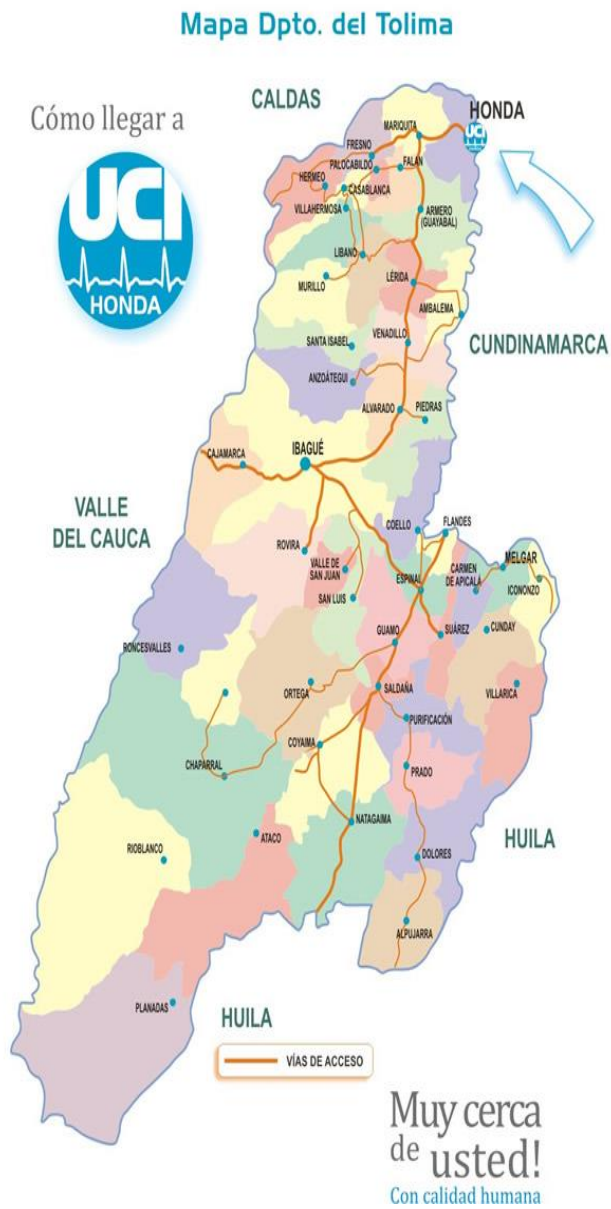 Mapa Dpto. del Tolima
CALDAS
Cómo llegar a
UCI
HONDA
HONDA
UCI
MARIQUITA
FRESNO
PALOCABILDO
FALAN
HERMEO
CASABLANCA
VILLAHERMOSA
ARMERO
(GUAYABAL)
LIBANO
MURILLO
LÉRIDA
AMBALEMA
SANTA ISABEL
VENADILLO
CUNDINAMARCA
ANZOÁTEGUI
ALVARADO
PIEDRAS
IBAGUÉ
CAJAMARCA
VALLE
DEL CAUCA
COELLO
FLANDES
ROVIRA
VALLE DE
SAN JUAN
ESPINAL
CARMEN
DE APICALÁ
MELGAR
ICONONZO
SAN LUIS
GUAMO
SUÁREZ
CUNDAY
RONCESVALLES
ORTEGA
SALDAÑA
VILLARICA
PURIFICACIÓN
COYAIMA
CHAPARRAL
PRADO
NATAGAIMA
ATACO
RIOBLANCO
DOLORES
HUILA
ALPUJARRA
PLANADAS
HUILA
VÍAS DE ACCESO
Muy cerca
de usted!
Con calidad humana